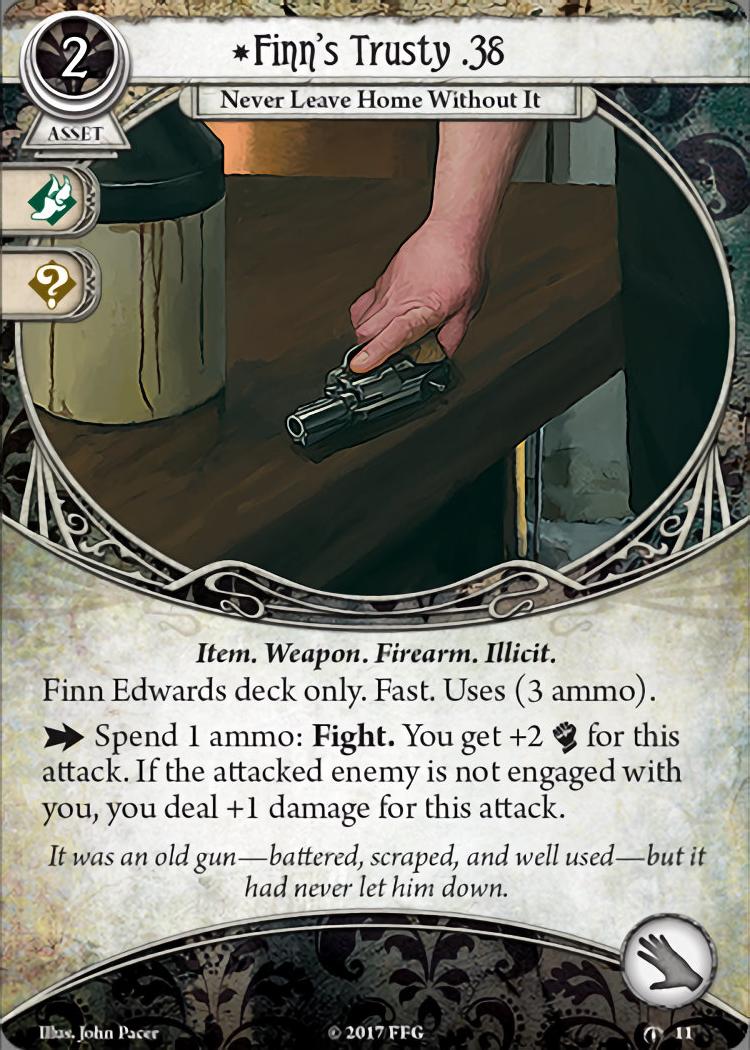 2
Finn's Trusty .38
Never Leave Home Without It
ASSET
?
Item. Weapon. Firearm. Illicit.
Finn Edwards deck only. Fast. Uses (3 ammo).
Spend 1 ammo: Fight. You get +2 for this
attack. If the attacked enemy is not engaged with
you, you deal +1 damage for this attack.
It was an old gun—battered, scraped, and well used—but it
had never let him down.
Illus. John Pacer
© 2017 FFG
11